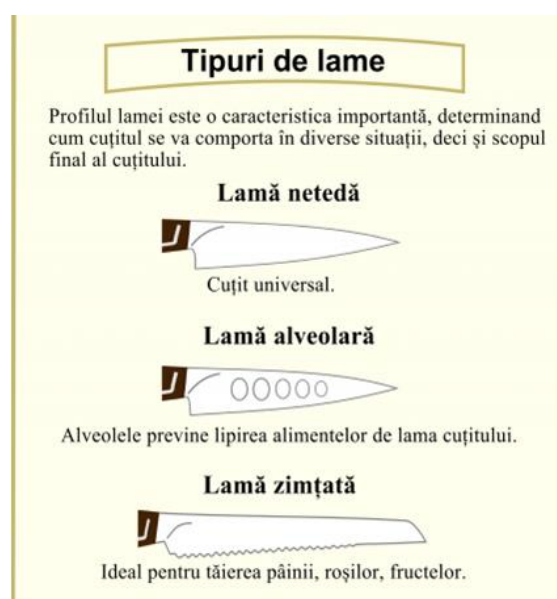 Tipuri de lame
Profilul lamei este o caracteristica importantă, determinand
cum cuțitul se va comporta în diverse situații, deci și scopul
final al cuțitului.
Lamă netedă
Cuțit universal.
Lamă alveolară
Alveolele previne lipirea alimentelor de lama cuțitului.
Lamă zimțată
Ideal pentru tăierea pâinii, roșilor, fructelor.